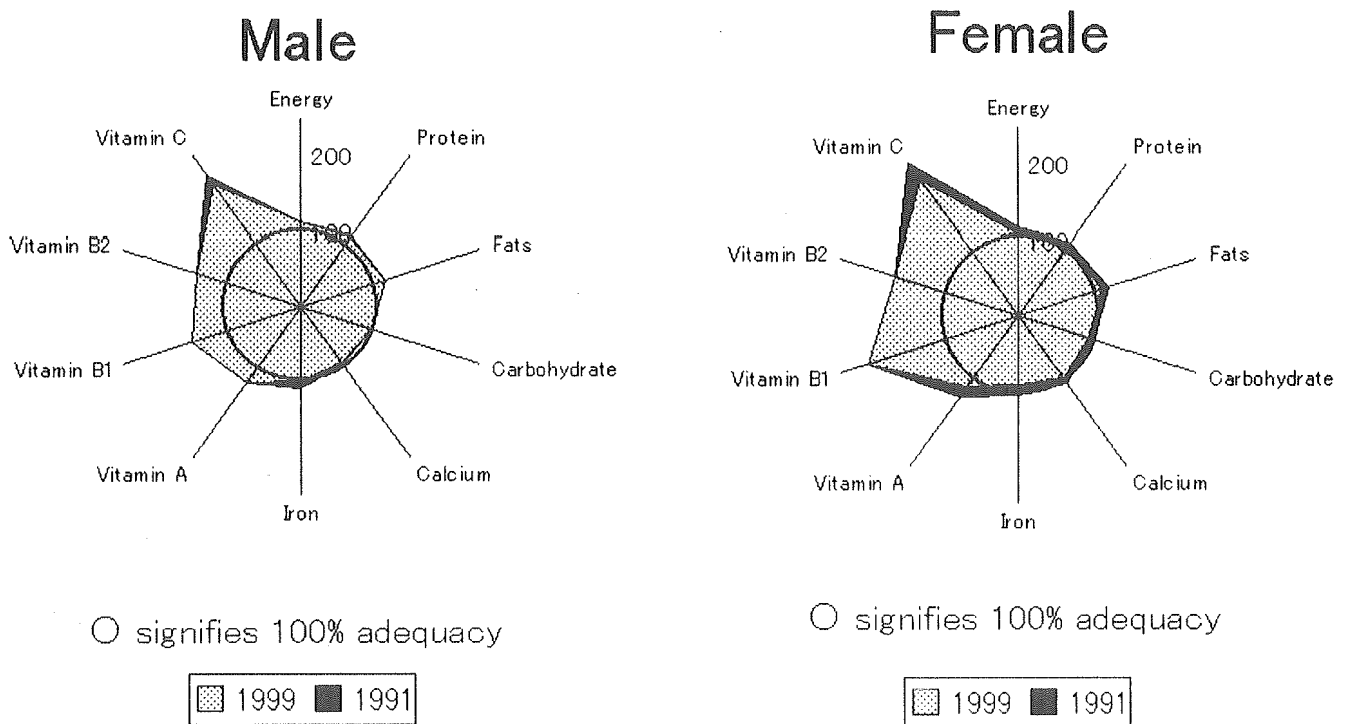 Male
Energy
Vitamin C
Protein
200
100
Vitamin B2
Fats
Vitamin B1
Carbohydrate
Vitamin A
Calcium
Iron
○ signifies 100% adequacy
1999 1991
Female
Energy
Vitamin C
Protein
200
100
Vitamin B2
Fats
Vitamin B1
Carbohydrate
Vitamin A
Calcium
Iron
○ signifies 100% adequacy
1999 1991